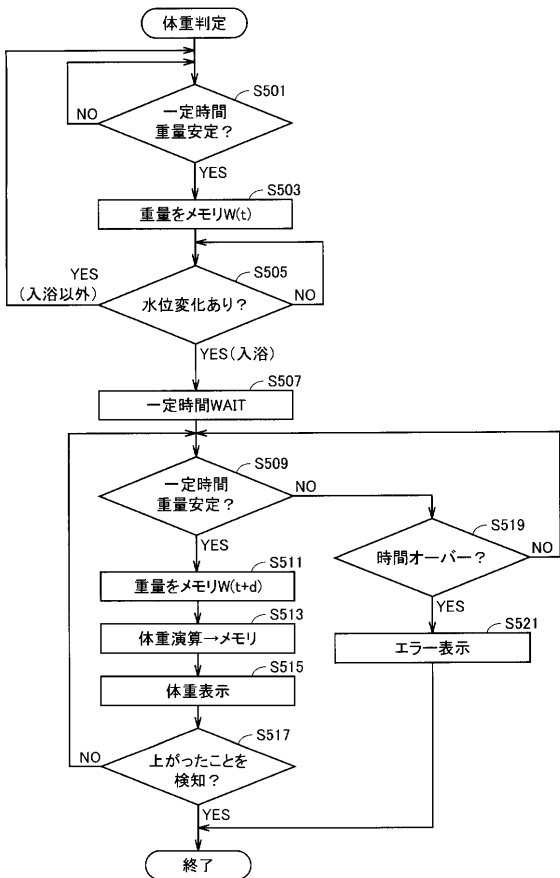 体重判定
S501
一定時間
重量安定？
NO
YES
S503
重量をメモリW(t)
S505
水位変化あり？
YES
(入浴以外)
NO
YES(入浴)
S507
一定時間WAIT
S509
一定時間
重量安定？
NO
YES
S519
時間オーバー？
NO
YES
S511
重量をメモリW(t+d)
S513
体重演算→メモリ
S521
エラー表示
S515
体重表示
S517
上がったことを
検知？
NO
YES
終了